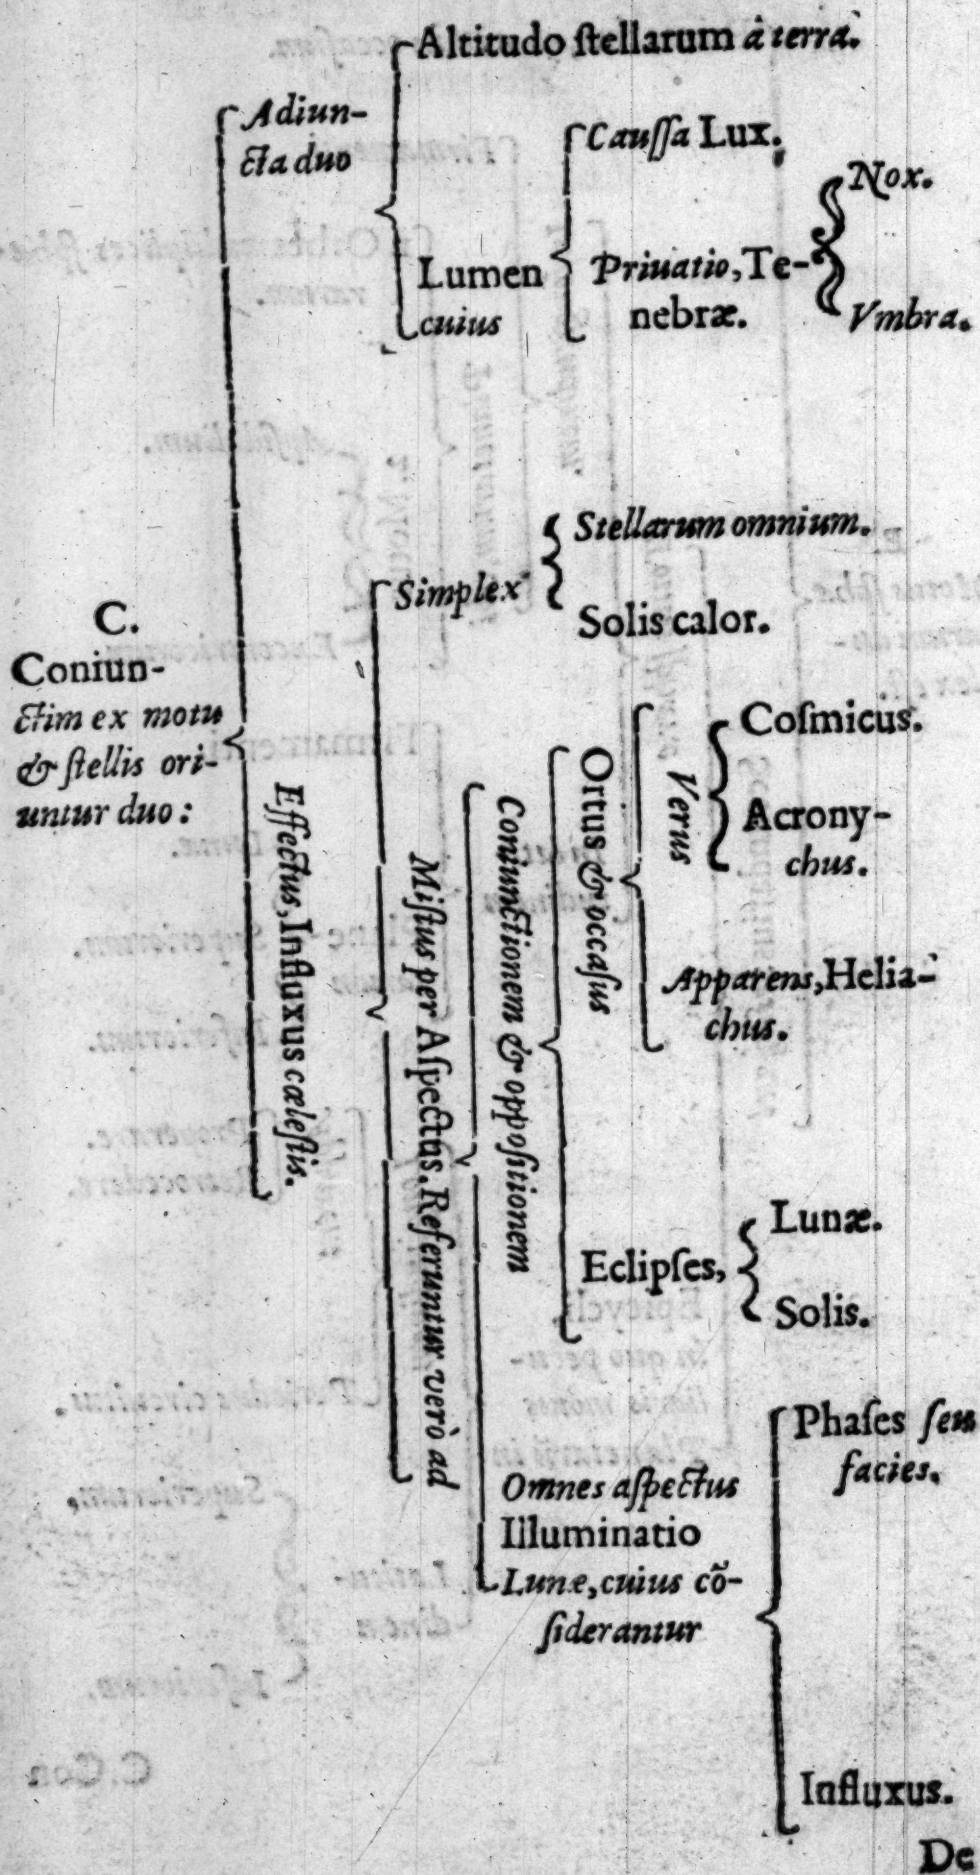 C.
Coniun-
ctim ex motu
& ſtellis ori-
untur duo:
Adiun-
cta duo
Altitudo ſtellarum à terra.
Lumen
cuius
Cauſſa Lux.
Priuatio, Te-
nebræ.
Nox.
Vmbra.
Effectus, Influxus cæleſtis.
Simplex
Stellarum omnium.
Solis calor.
Miſtus per Aſpectus. Referuntur verò ad
Coniunctionem & oppoſitionem
Ortus & occaſus
Verus
Coſmicus.
Acrony-
chus.
Apparens, Helia-
chus.
Eclipſes,
Lunæ.
Solis.
Omnes aſpectus
Illuminatio
Lunæ, cuius cõ-
ſiderantur
Phaſes ſeu
facies.
Influxus.
De